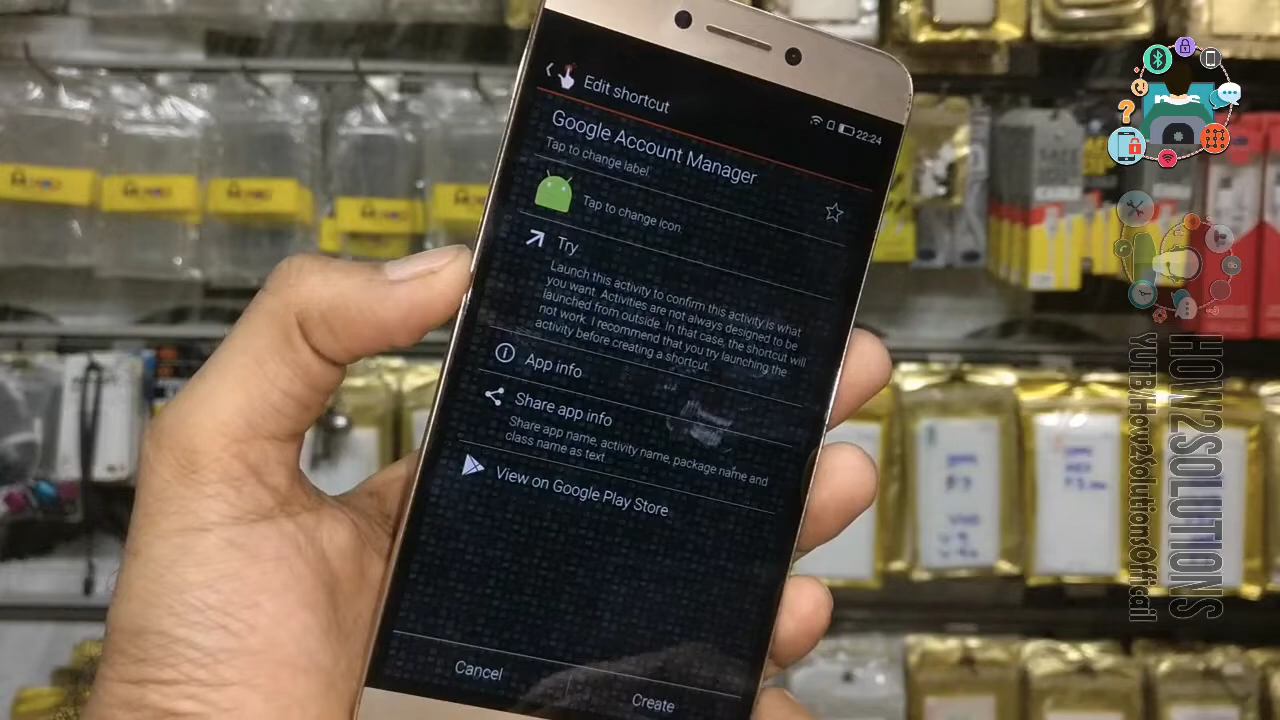 Edit shortcut
22:24
Google Account Manager
Tap to change label
Tap to change icon
Try
Launch this activity to confirm this activity is what
you want. Activities are not always designed to be
launched from outside. In that case, the shortcut will
not work. I recommend that you try launching the
activity before creating a shortcut.
App info
Share app info
Share app name, activity name, package name and
class name as text
View on Google Play Store
Cancel
Create
HOW2SOLUTIONS
YUTB/How2SolutionsOfficail